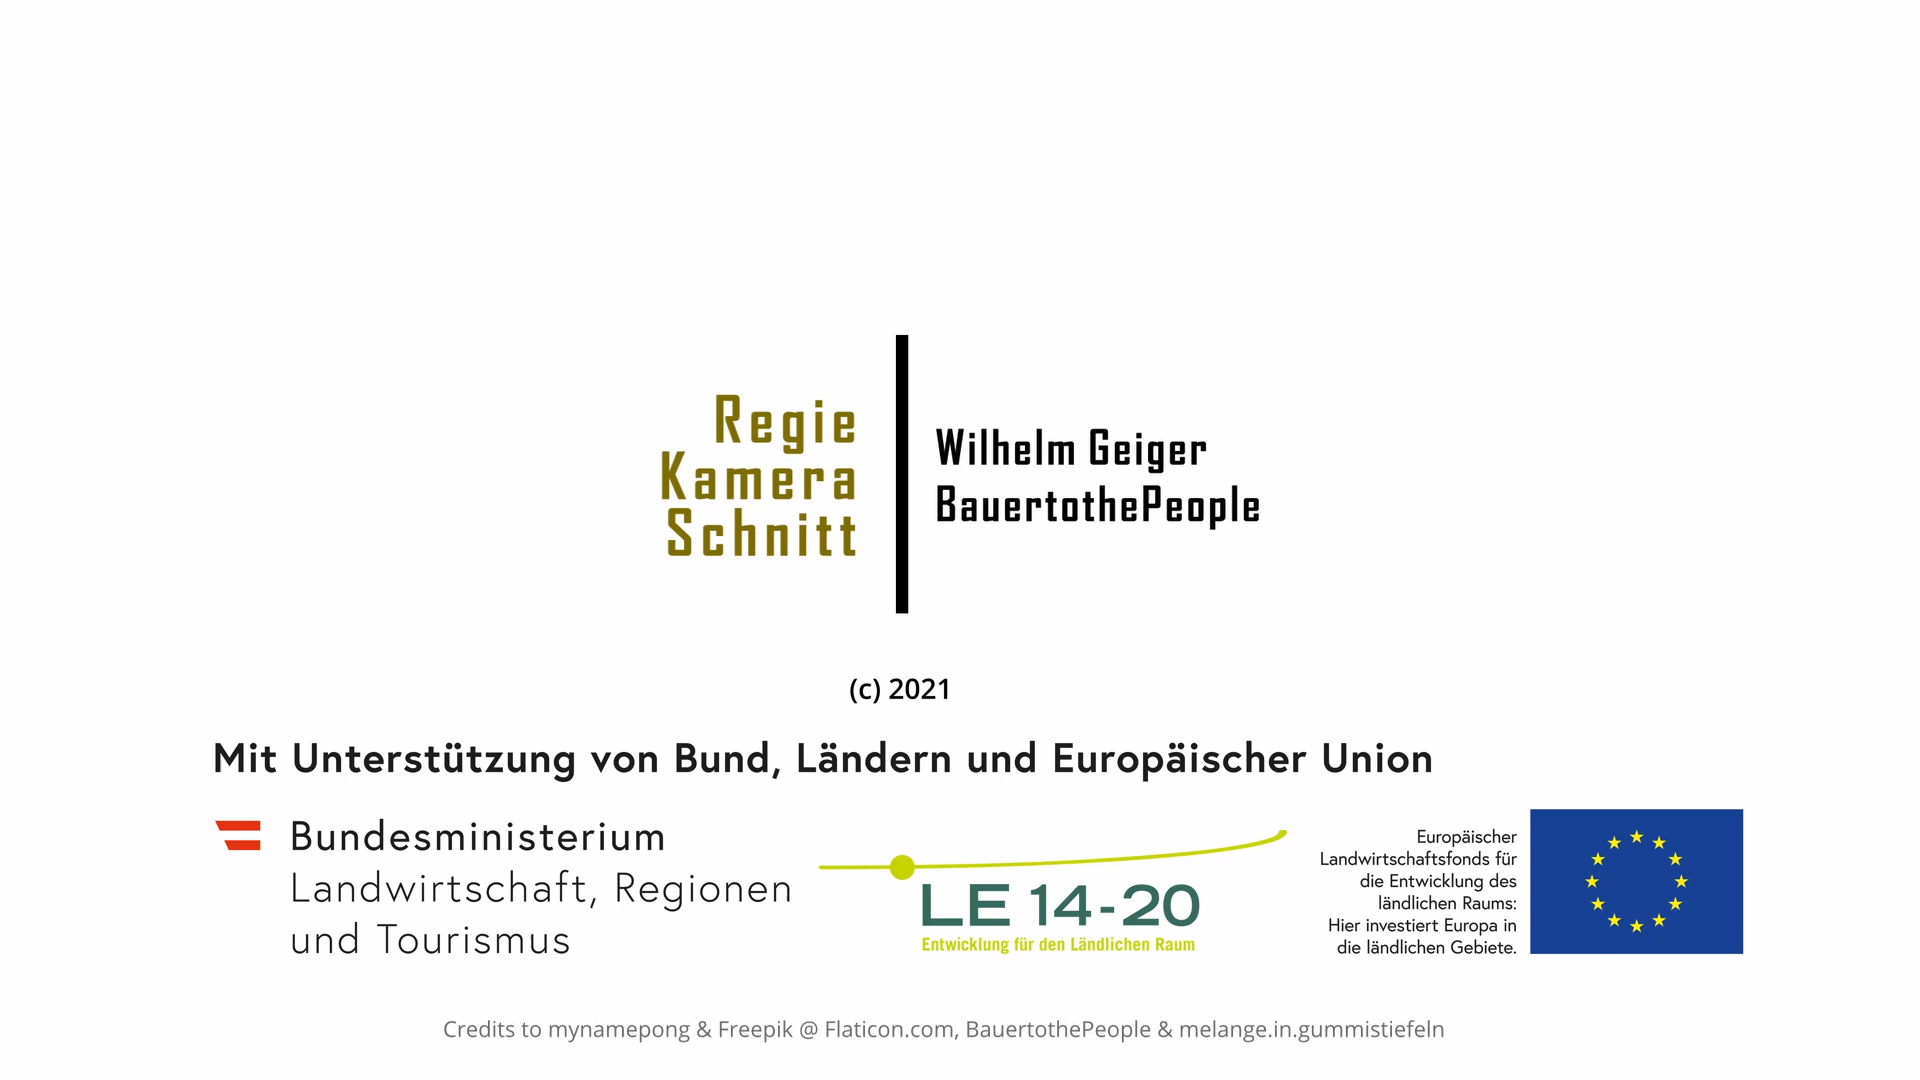 Regie
Kamera
Schnitt
Wilhelm Geiger
BauertothePeople
(c) 2021
Mit Unterstützung von Bund, Ländern und Europäischer Union
Bundesministerium
Landwirtschaft, Regionen
und Tourismus
LE 14-20
Entwicklung für den Ländlichen Raum
Europäischer
Landwirtschaftsfonds für
die Entwicklung des
ländlichen Raums:
Hier investiert Europa in
die ländlichen Gebiete.
Credits to mynamepong & Freepik @ Flaticon.com, BauertothePeople & melange.in.gummistiefeln